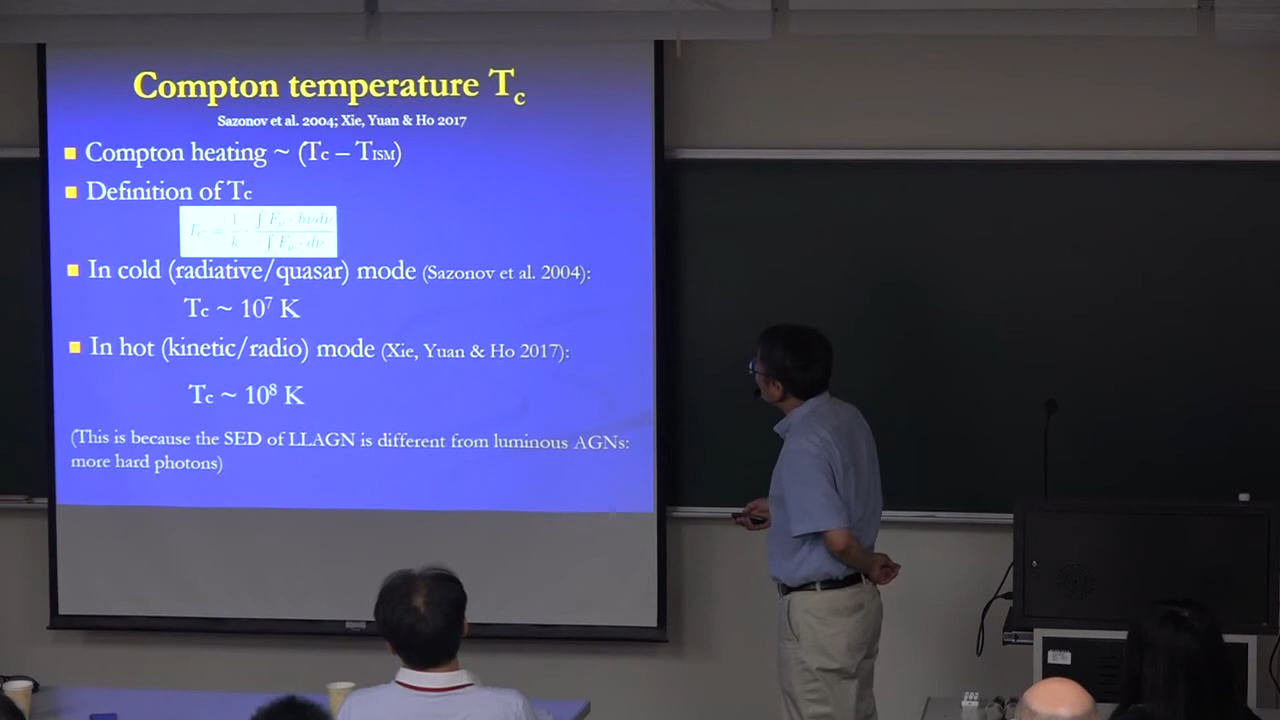 Compton temperature Tc
Sazonov et al. 2004; Xie, Yuan & Ho 2017
Compton heating ~ (Tc – TISM)
Definition of Tc
In cold (radiative/quasar) mode (Sazonov et al. 2004):
Tc ~ 10⁷ K
In hot (kinetic/radio) mode (Xie, Yuan & Ho 2017):
Tc ~ 10⁸ K
(This is because the SED of LLAGN is different from luminous AGNs:
more hard photons)